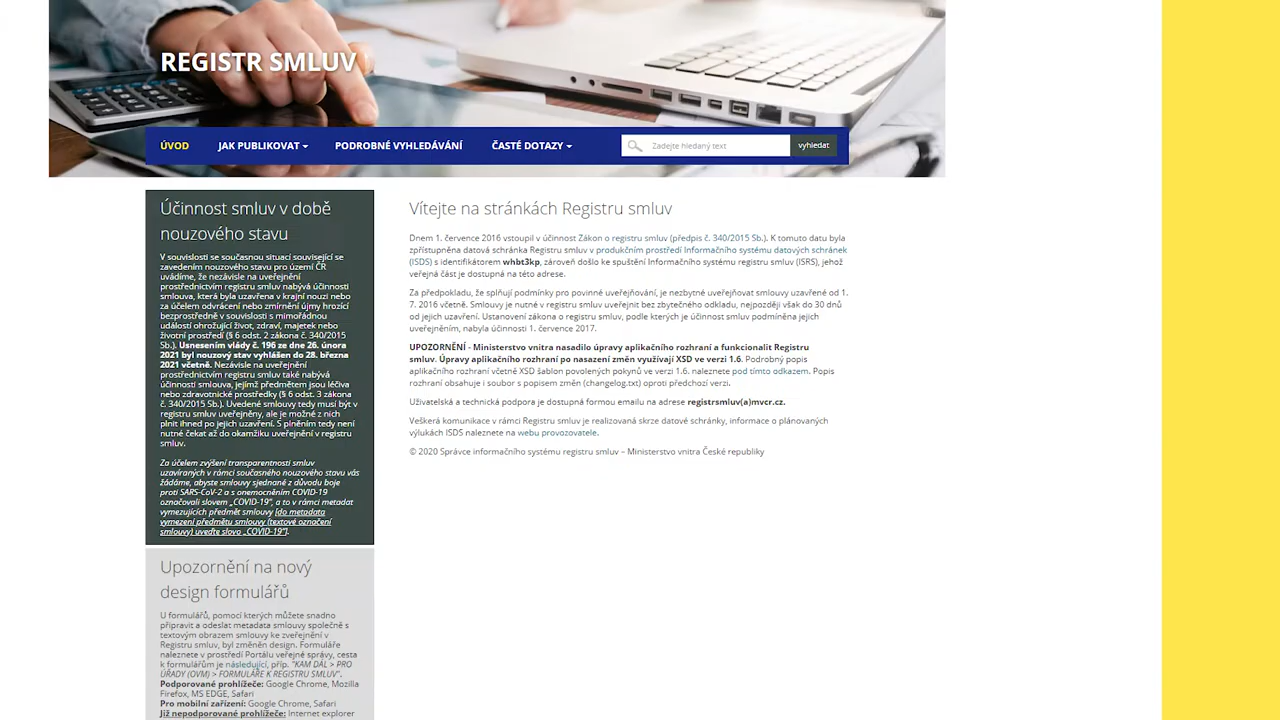 REGISTR SMLUV
ÚVOD JAK PUBLIKOVAT PODROBNÉ VYHLEDÁVÁNÍ ČASTÉ DOTAZY Zadejte hledaný text vyhledat
Účinnost smluv v době
nouzového stavu
V souvislosti se současnou situací související se
zavedením nouzového stavu pro území ČR
uvádíme, že nezávisle na uveřejnění
prostřednictvím registru smluv nabývá účinnosti
smlouva, která byla uzavřena v krajní nouzi nebo
za účelem odvrácení nebo zmírnění újmy hrozící
bezprostředně v souvislosti s mimořádnou
událostí ohrožující život, zdraví, majetek nebo
životní prostředí (§ 6 odst. 2 zákona č. 340/2015
Sb.). Usnesením vlády č. 196 ze dne 26. února
2021 byl nouzový stav vyhlášen do 28. března
2021 včetně. Nezávisle na uveřejnění
prostřednictvím registru smluv také nabývá
účinnosti smlouva, jejímž předmětem jsou léčiva
nebo zdravotnické prostředky (§ 6 odst. 3 zákona
č. 340/2015 Sb.). Uvedené smlouvy tedy musí být v
registru smluv uveřejněny, ale je možné z nich
plnit ihned po jejich uzavření. S plněním tedy není
nutné čekat až do okamžiku uveřejnění v registru
smluv.
Za účelem zvýšení transparentnosti smluv
uzavíraných v rámci současného nouzového stavu vás
žádáme, abyste smlouvy sjednané z důvodu boje
proti SARS-CoV-2 a s onemocněním COVID-19
označovali slovem „COVID-19", a to v rámci metadat
vymezujících předmět smlouvy [do metadata
vymezení předmětu smlouvy (textové označení
smlouvy) uveďte slovo „COVID-19"].
Upozornění na nový
design formulářů
U formulářů, pomocí kterých můžete snadno
připravit a odeslat metadata smlouvy společně s
textovým obrazem smlouvy ke zveřejnění v
Registru smluv, byl změněn design. Formuláře
naleznete v prostředí Portálu veřejné správy, cesta
k formulářům je následující, příp. "KAM DÁL > PRO
ÚŘADY (OVM) > FORMULÁŘE K REGISTRU SMLUV".
Podporované prohlížeče: Google Chrome, Mozilla
Firefox, MS EDGE, Safari
Pro mobilní zařízení: Google Chrome, Safari
Již nepodporované prohlížeče: Internet explorer
Vítejte na stránkách Registru smluv
Dnem 1. července 2016 vstoupil v účinnost Zákon o registru smluv (předpis č. 340/2015 Sb.). K tomuto datu byla
zpřístupněna datová schránka Registru smluv v produkčním prostředí Informačního systému datových schránek
(ISDS) s identifikátorem whbt3kp, zároveň došlo ke spuštění Informačního systému registru smluv (ISRS), jehož
veřejná část je dostupná na této adrese.
Za předpokladu, že splňují podmínky pro povinné uveřejňování, je nezbytné uveřejňovat smlouvy uzavřené od 1.
7. 2016 včetně. Smlouvy je nutné v registru smluv uveřejnit bez zbytečného odkladu, nejpozději však do 30 dnů
od jejich uzavření. Ustanovení zákona o registru smluv, podle kterých je účinnost smluv podmíněna jejich
uveřejněním, nabyla účinnosti 1. července 2017.
UPOZORNĚNÍ - Ministerstvo vnitra nasadilo úpravy aplikačního rozhraní a funkcionalit Registru
smluv. Úpravy aplikačního rozhraní po nasazení změn využívají XSD ve verzi 1.6. Podrobný popis
aplikačního rozhraní včetně XSD šablon povolených pokynů ve verzi 1.6. naleznete pod tímto odkazem. Popis
rozhraní obsahuje i soubor s popisem změn (changelog.txt) oproti předchozí verzi.
Uživatelská a technická podpora je dostupná formou emailu na adrese registrsmluv(a)mvcr.cz.
Veškerá komunikace v rámci Registru smluv je realizovaná skrze datové schránky, informace o plánovaných
výlukách ISDS naleznete na webu provozovatele.
© 2020 Správce informačního systému registru smluv – Ministerstvo vnitra České republiky